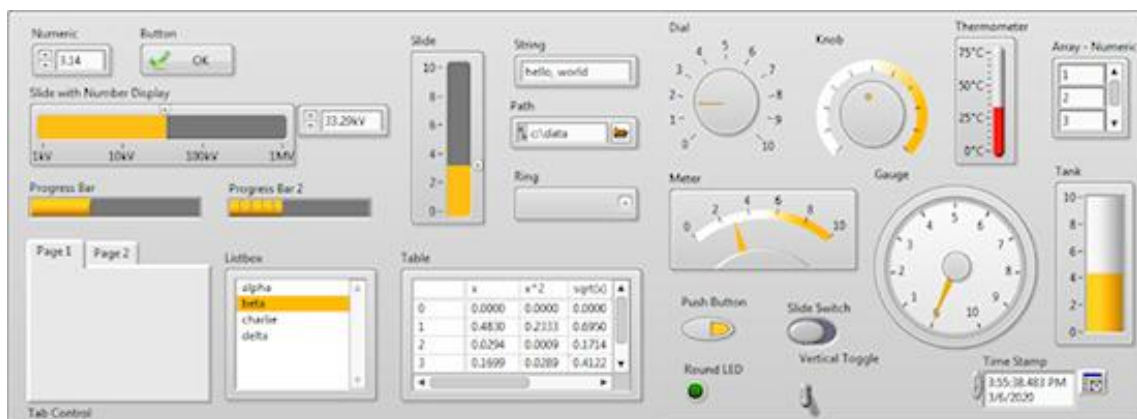 Numeric
3.14
Button
OK
Slide with Number Display
33.29kV
1kV 10kV 100kV 1MV
Progress Bar
Progress Bar 2
Slide
10
8
6
4
2
0
String
hello, world
Path
c:\data
Ring
Dial
0 1 2 3 4 5 6 7 8 9 10
Knob
Thermometer
75°C
50°C
25°C
0°C
Array - Numeric
1
2
3
Meter
0 2 4 6 8 10
Gauge
0 1 2 3 4 5 6 7 8 9 10
Tank
10
8
6
4
2
0
Page 1 Page 2
Tab Control
Listbox
alpha
beta
charlie
delta
Table
x x^2 sqrt(x)
0 0.0000 0.0000 0.0000
1 0.4830 0.2333 0.6950
2 0.0294 0.0009 0.1714
3 0.1699 0.0289 0.4122
Push Button
Slide Switch
Round LED
Vertical Toggle
Time Stamp
3:55:38.483 PM
3/6/2020